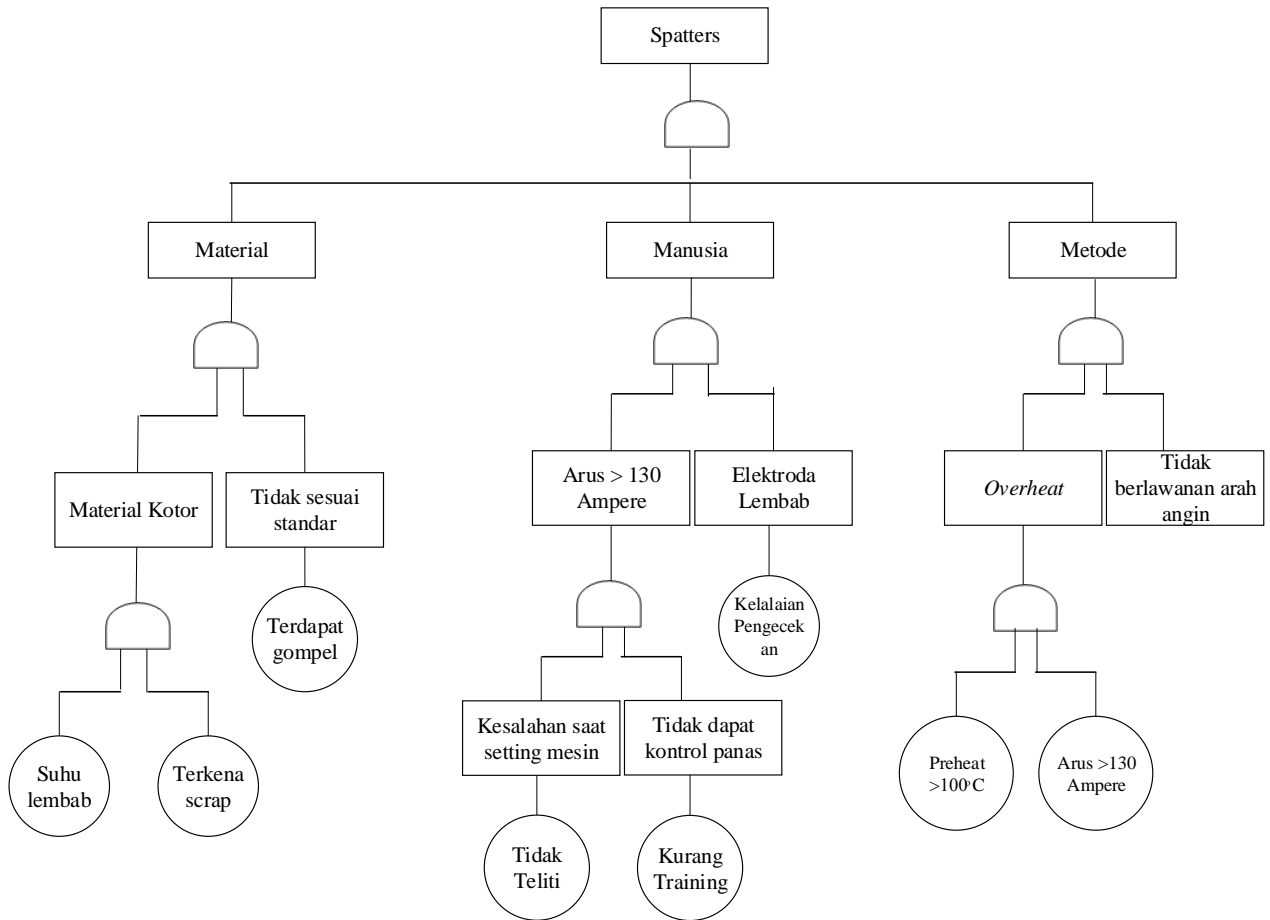 Spatters
Material
Manusia
Metode
Material Kotor
Tidak sesuai
standar
Arus > 130
Ampere
Elektroda
Lembab
Overheat
Tidak
berlawanan arah
angin
Terdapat
gompel
Kelalaian
Pengecek
an
Suhu
lembab
Terkena
scrap
Kesalahan saat
setting mesin
Tidak dapat
kontrol panas
Preheat
>100°C
Arus >130
Ampere
Tidak
Teliti
Kurang
Training